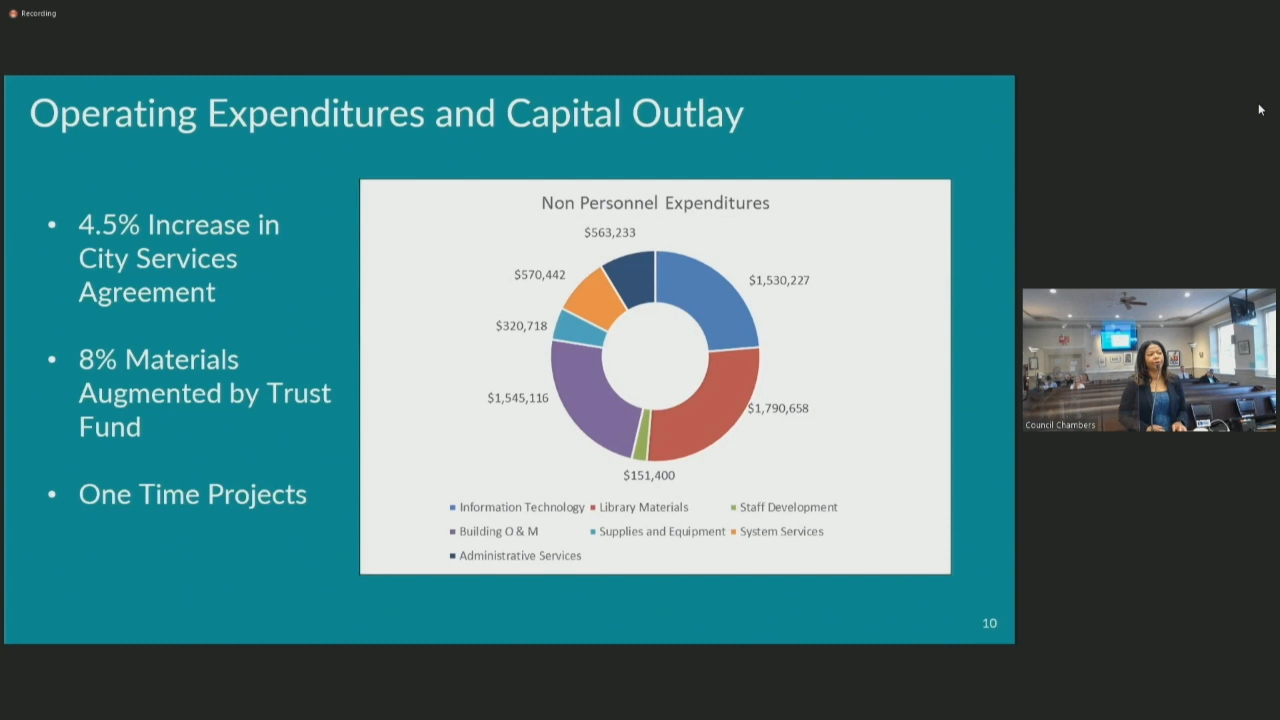 Recording
Operating Expenditures and Capital Outlay
• 4.5% Increase in
City Services
Agreement
• 8% Materials
Augmented by Trust
Fund
• One Time Projects
Non Personnel Expenditures
$563,233
$570,442
$1,530,227
$320,718
$1,545,116
$1,790,658
$151,400
Information Technology Library Materials Staff Development
Building O & M Supplies and Equipment System Services
Administrative Services
10
Council Chambers